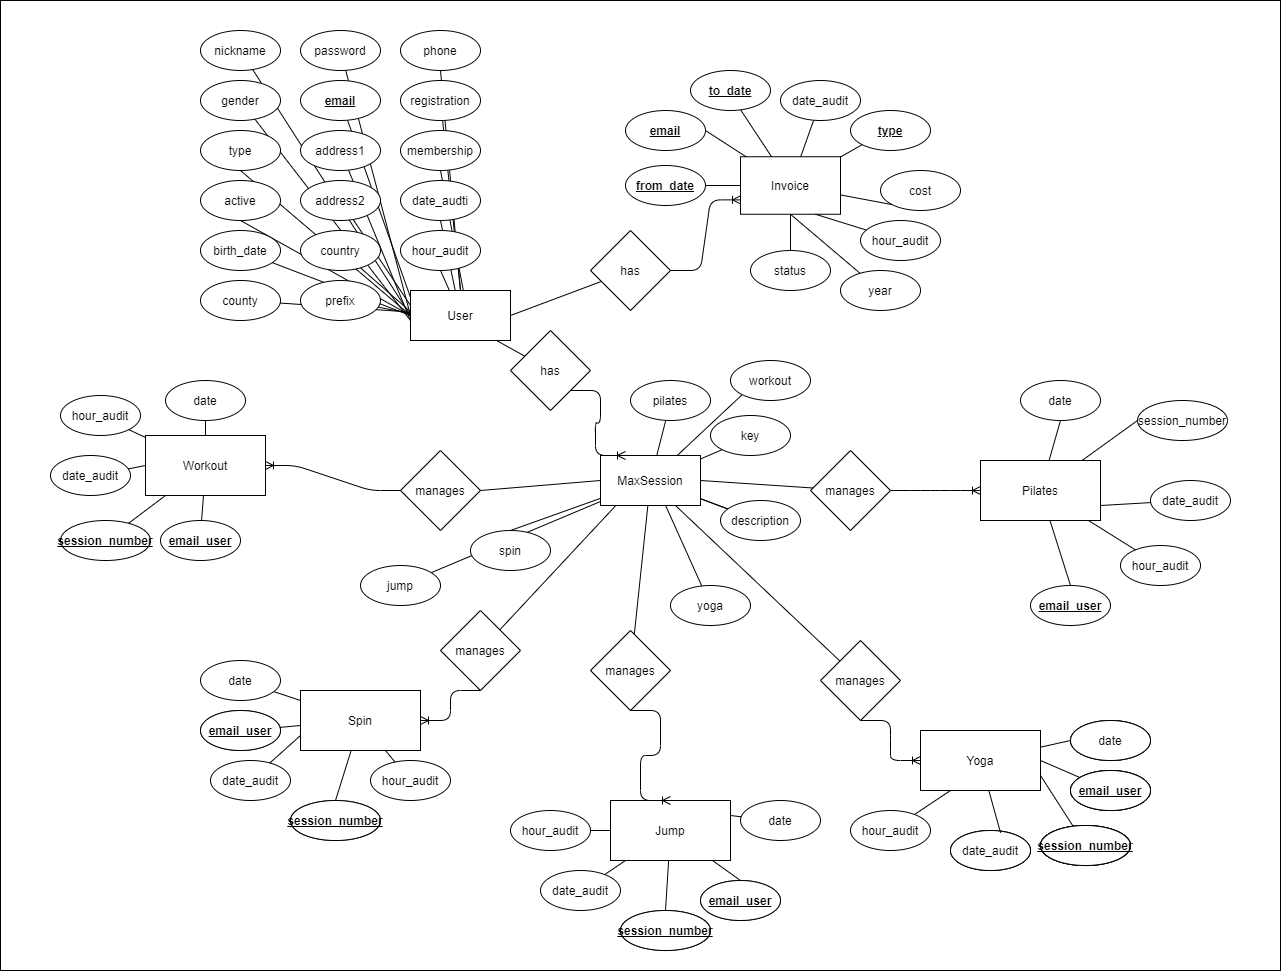 nickname
password
phone
gender
email
registration
type
address1
membership
active
address2
date_audti
birth_date
country
hour_audit
county
prefix
User
to_date
date_audit
email
type
from_date
Invoice
cost
hour_audit
status
year
has
has
date
hour_audit
Workout
date_audit
session_number
email_user
manages
pilates
workout
key
MaxSession
description
spin
jump
yoga
manages
date
session_number
Pilates
date_audit
hour_audit
email_user
manages
manages
manages
date
email_user
Spin
date_audit
hour_audit
session_number
hour_audit
Jump
date
date_audit
email_user
session_number
Yoga
date
email_user
hour_audit
date_audit
session_number